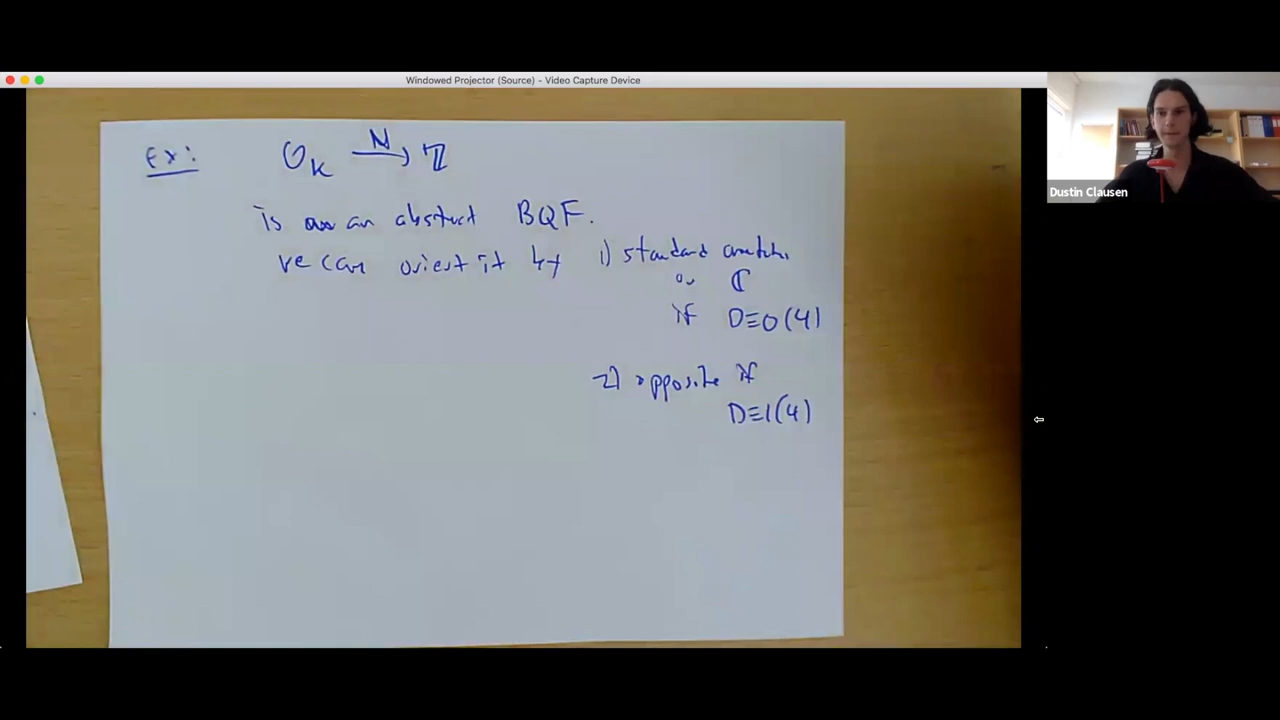 Windowed Projector (Source) - Video Capture Device
Dustin Clausen
Ex: O_K —N→ ℤ
is an abstract BQF.
we can orient it by 1) standard
on ℂ
if D≡0(4)
2) opposite if
D≡1(4)